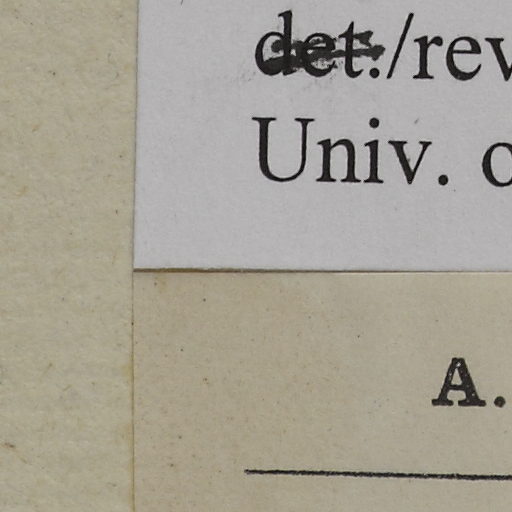 det./rev
Univ. o
A.